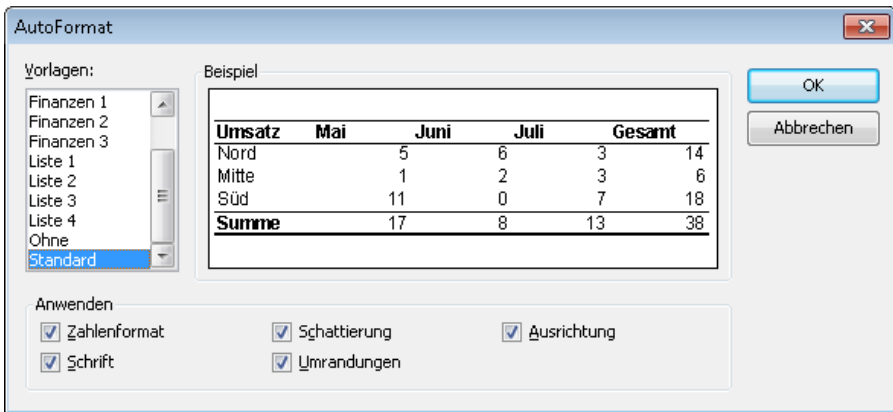 AutoFormat
Vorlagen:
Finanzen 1
Finanzen 2
Finanzen 3
Liste 1
Liste 2
Liste 3
Liste 4
Ohne
Standard
Beispiel
Umsatz Mai Juni Juli Gesamt
Nord 5 6 3 14
Mitte 1 2 3 6
Süd 11 0 7 18
Summe 17 8 13 38
OK
Abbrechen
Anwenden
Zahlenformat Schattierung Ausrichtung
Schrift Umrandungen